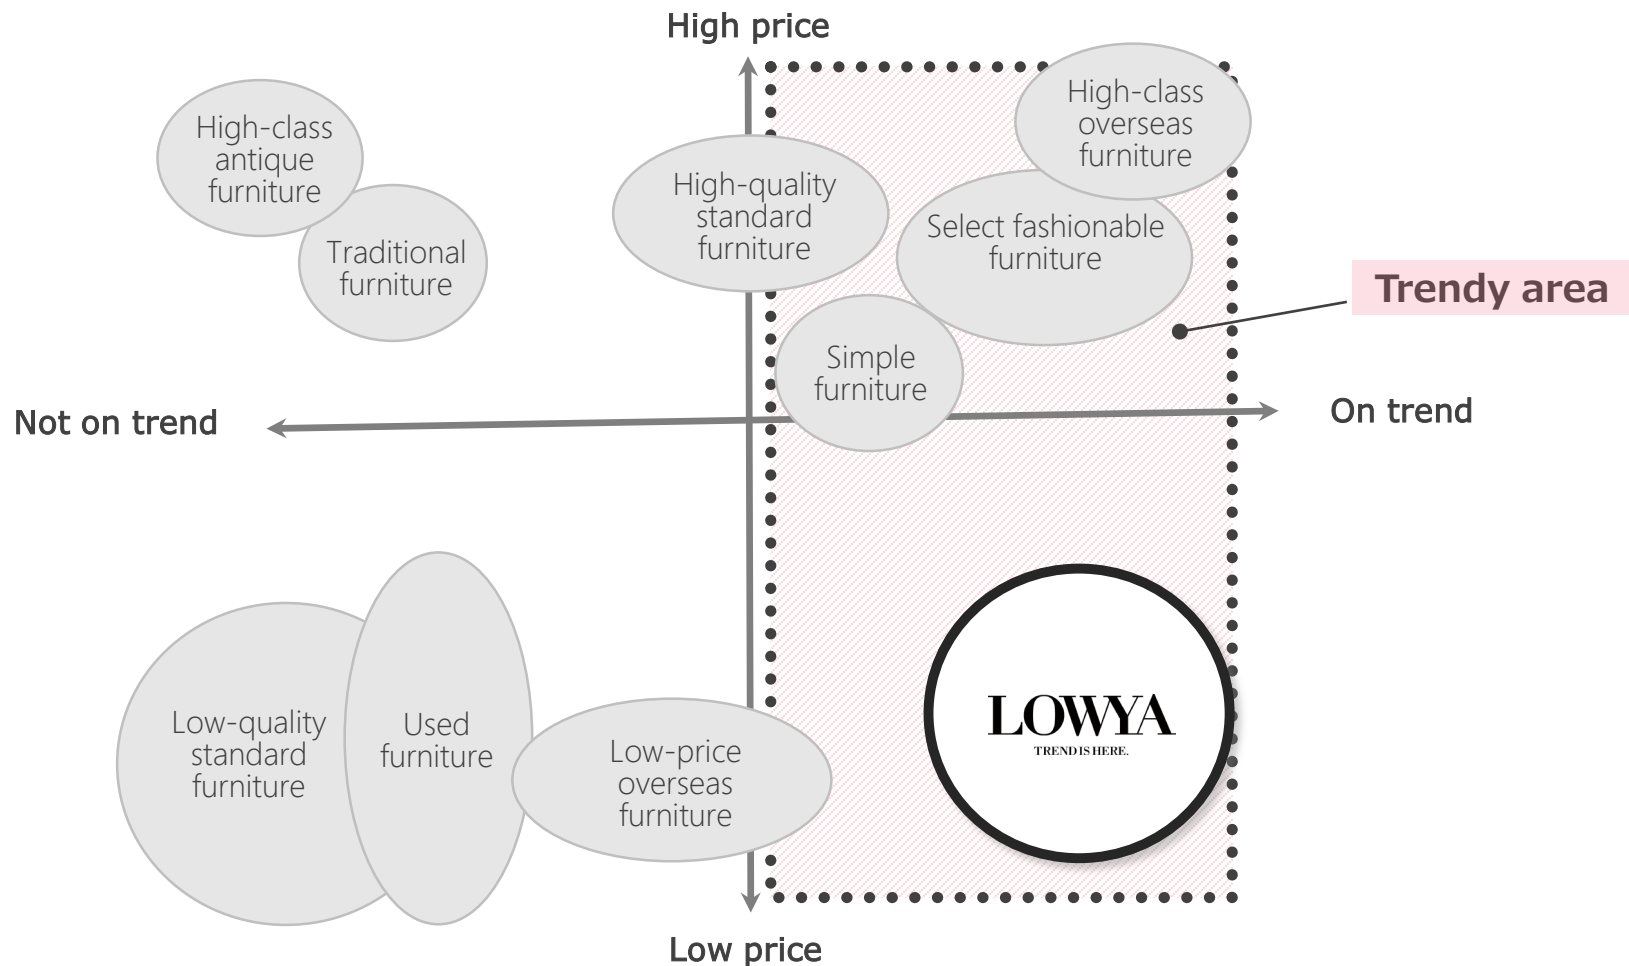 High price
High-class
antique
furniture
Traditional
furniture
High-quality
standard
furniture
High-class
overseas
furniture
Select fashionable
furniture
Trendy area
Simple
furniture
Not on trend
On trend
Low-quality
standard
furniture
Used
furniture
Low-price
overseas
furniture
LOWYA
TREND IS HERE.
Low price